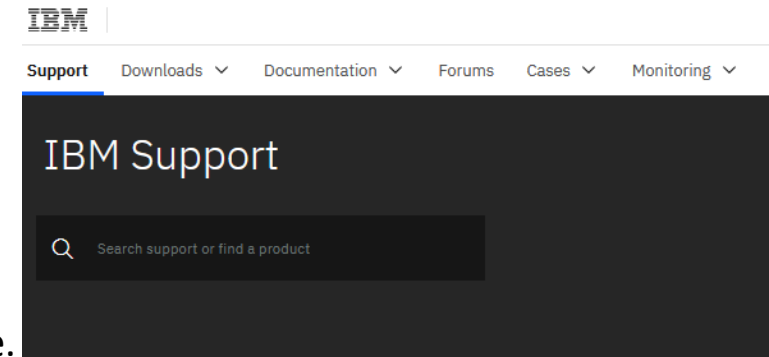 IBM
Support Downloads Documentation Forums Cases Monitoring
IBM Support
Search support or find a product
e.